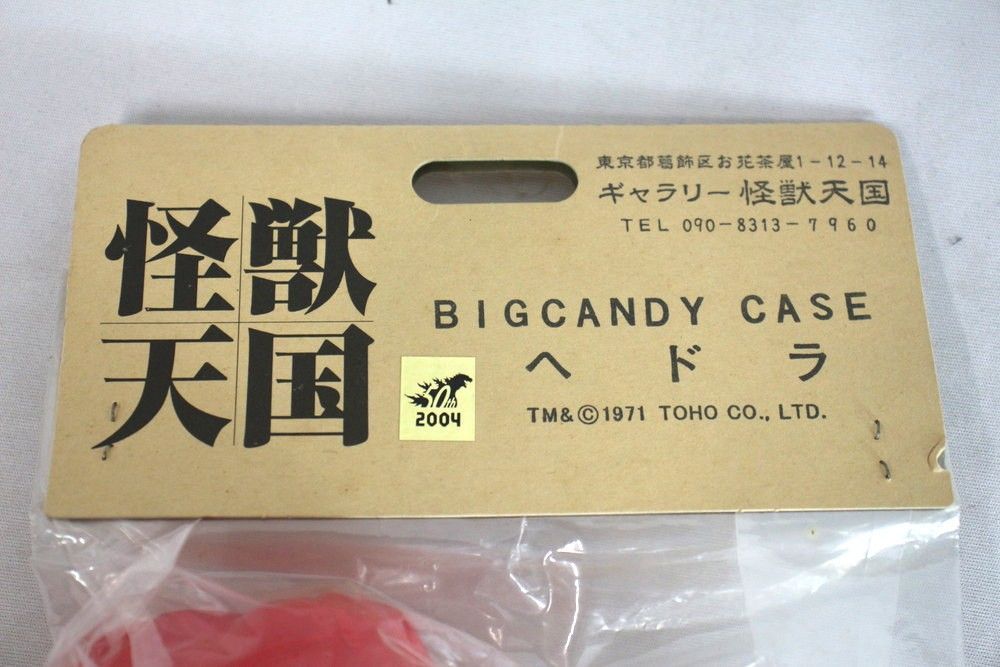 東京都葛飾区お花茶屋1-12-14
ギャラリー怪獣天国
TEL 090-8313-7960
怪獣
天国
BIGCANDY CASE
ヘドラ
TM&©1971 TOHO CO., LTD.
50th
2004